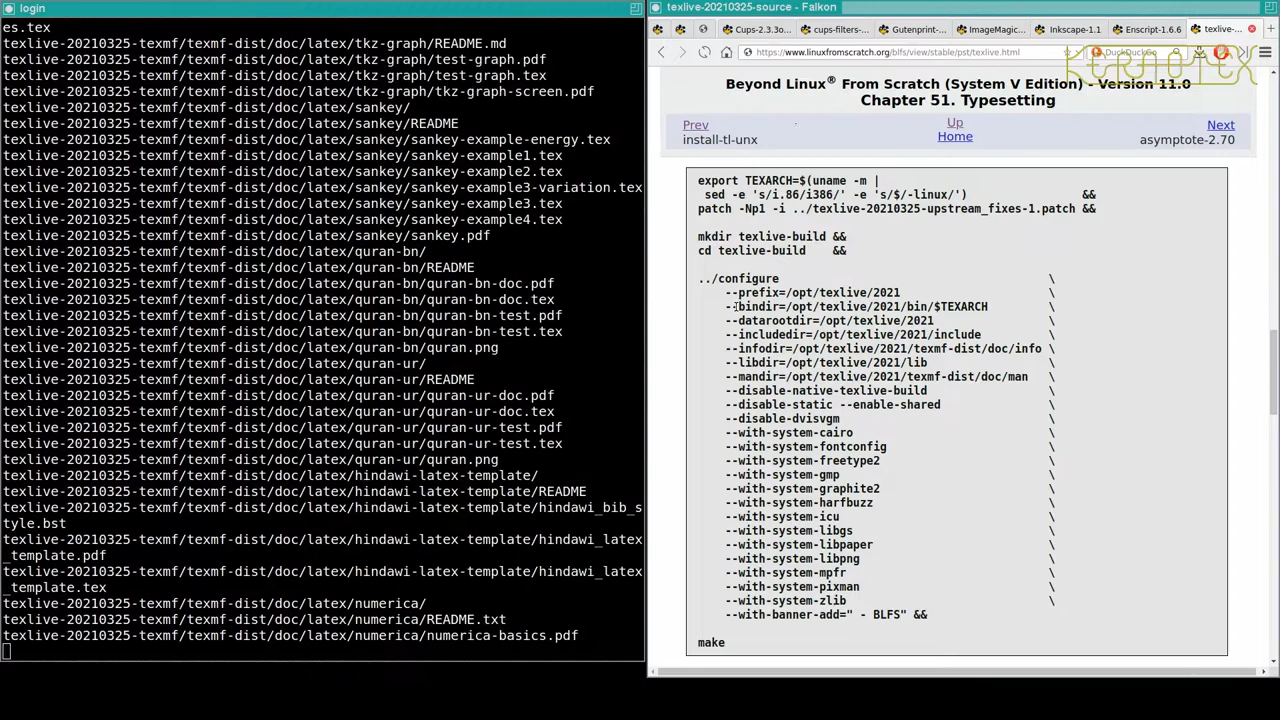 login
es.tex
texlive-20210325-texmf/texmf-dist/doc/latex/tkz-graph/README.md
texlive-20210325-texmf/texmf-dist/doc/latex/tkz-graph/test-graph.pdf
texlive-20210325-texmf/texmf-dist/doc/latex/tkz-graph/test-graph.tex
texlive-20210325-texmf/texmf-dist/doc/latex/tkz-graph/tkz-graph-screen.pdf
texlive-20210325-texmf/texmf-dist/doc/latex/sankey/
texlive-20210325-texmf/texmf-dist/doc/latex/sankey/README
texlive-20210325-texmf/texmf-dist/doc/latex/sankey/sankey-example-energy.tex
texlive-20210325-texmf/texmf-dist/doc/latex/sankey/sankey-example1.tex
texlive-20210325-texmf/texmf-dist/doc/latex/sankey/sankey-example2.tex
texlive-20210325-texmf/texmf-dist/doc/latex/sankey/sankey-example3-variation.tex
texlive-20210325-texmf/texmf-dist/doc/latex/sankey/sankey-example3.tex
texlive-20210325-texmf/texmf-dist/doc/latex/sankey/sankey-example4.tex
texlive-20210325-texmf/texmf-dist/doc/latex/sankey/sankey.pdf
texlive-20210325-texmf/texmf-dist/doc/latex/quran-bn/
texlive-20210325-texmf/texmf-dist/doc/latex/quran-bn/README
texlive-20210325-texmf/texmf-dist/doc/latex/quran-bn/quran-bn-doc.pdf
texlive-20210325-texmf/texmf-dist/doc/latex/quran-bn/quran-bn-doc.tex
texlive-20210325-texmf/texmf-dist/doc/latex/quran-bn/quran-bn-test.pdf
texlive-20210325-texmf/texmf-dist/doc/latex/quran-bn/quran-bn-test.tex
texlive-20210325-texmf/texmf-dist/doc/latex/quran-bn/quran.png
texlive-20210325-texmf/texmf-dist/doc/latex/quran-ur/
texlive-20210325-texmf/texmf-dist/doc/latex/quran-ur/README
texlive-20210325-texmf/texmf-dist/doc/latex/quran-ur/quran-ur-doc.pdf
texlive-20210325-texmf/texmf-dist/doc/latex/quran-ur/quran-ur-doc.tex
texlive-20210325-texmf/texmf-dist/doc/latex/quran-ur/quran-ur-test.pdf
texlive-20210325-texmf/texmf-dist/doc/latex/quran-ur/quran-ur-test.tex
texlive-20210325-texmf/texmf-dist/doc/latex/quran-ur/quran.png
texlive-20210325-texmf/texmf-dist/doc/latex/hindawi-latex-template/
texlive-20210325-texmf/texmf-dist/doc/latex/hindawi-latex-template/README
texlive-20210325-texmf/texmf-dist/doc/latex/hindawi-latex-template/hindawi_bib_s
tyle.bst
texlive-20210325-texmf/texmf-dist/doc/latex/hindawi-latex-template/hindawi_latex
_template.pdf
texlive-20210325-texmf/texmf-dist/doc/latex/hindawi-latex-template/hindawi_latex
_template.tex
texlive-20210325-texmf/texmf-dist/doc/latex/numerica/
texlive-20210325-texmf/texmf-dist/doc/latex/numerica/README.txt
texlive-20210325-texmf/texmf-dist/doc/latex/numerica/numerica-basics.pdf
texlive-20210325-source - Falkon
Cups-2.3.3o... cups-filters-... Gutenprint-... ImageMagic... Inkscape-1.1 Enscript-1.6.6 texlive-...
https://www.linuxfromscratch.org/blfs/view/stable/pst/texlive.html DuckDuckGo
KERNOTEX
Beyond Linux® From Scratch (System V Edition) - Version 11.0
Chapter 51. Typesetting
Prev Up Next
install-tl-unx Home asymptote-2.70
export TEXARCH=$(uname -m |
sed -e 's/i.86/i386/' -e 's/$/-linux/') &&
patch -Np1 -i ../texlive-20210325-upstream_fixes-1.patch &&
mkdir texlive-build &&
cd texlive-build &&
../configure \
--prefix=/opt/texlive/2021 \
--bindir=/opt/texlive/2021/bin/$TEXARCH \
--datarootdir=/opt/texlive/2021 \
--includedir=/opt/texlive/2021/include \
--infodir=/opt/texlive/2021/texmf-dist/doc/info \
--libdir=/opt/texlive/2021/lib \
--mandir=/opt/texlive/2021/texmf-dist/doc/man \
--disable-native-texlive-build \
--disable-static --enable-shared \
--disable-dvisvgm \
--with-system-cairo \
--with-system-fontconfig \
--with-system-freetype2 \
--with-system-gmp \
--with-system-graphite2 \
--with-system-harfbuzz \
--with-system-icu \
--with-system-libgs \
--with-system-libpaper \
--with-system-libpng \
--with-system-mpfr \
--with-system-pixman \
--with-system-zlib \
--with-banner-add=" - BLFS" &&
make